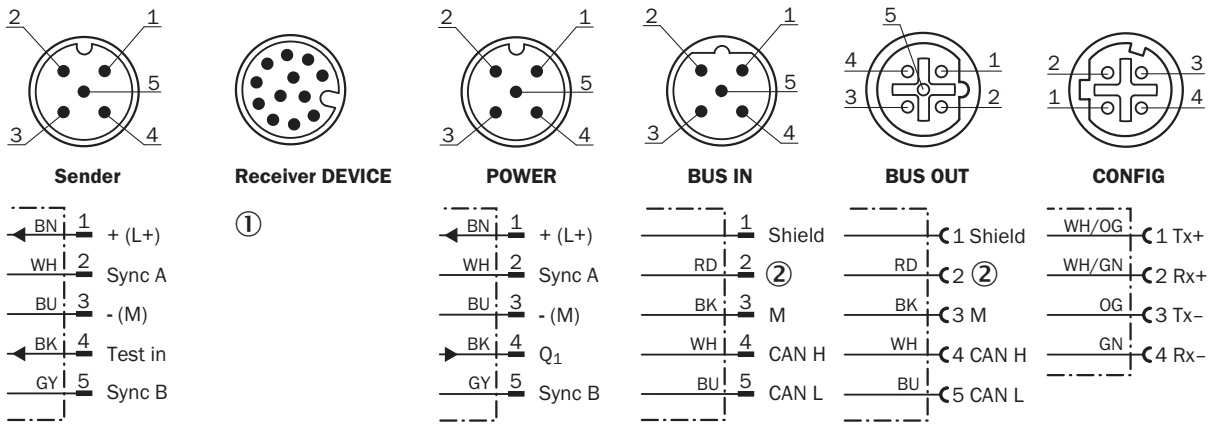 2 1 2 1 2 1 5
4 1 2 3
5 5 5
3 2 1 4
3 4 3 4 3 4
Sender Receiver DEVICE POWER BUS IN BUS OUT CONFIG
BN 1 + (L+) ① BN 1 + (L+) 1 Shield 1 Shield WH/OG 1 Tx+
WH 2 Sync A WH 2 Sync A RD 2 ② RD 2 ② WH/GN 2 Rx+
BU 3 - (M) BU 3 - (M) BK 3 M BK 3 M OG 3 Tx–
BK 4 Test in BK 4 Q1 WH 4 CAN H WH 4 CAN H GN 4 Rx–
GY 5 Sync B GY 5 Sync B BU 5 CAN L BU 5 CAN L